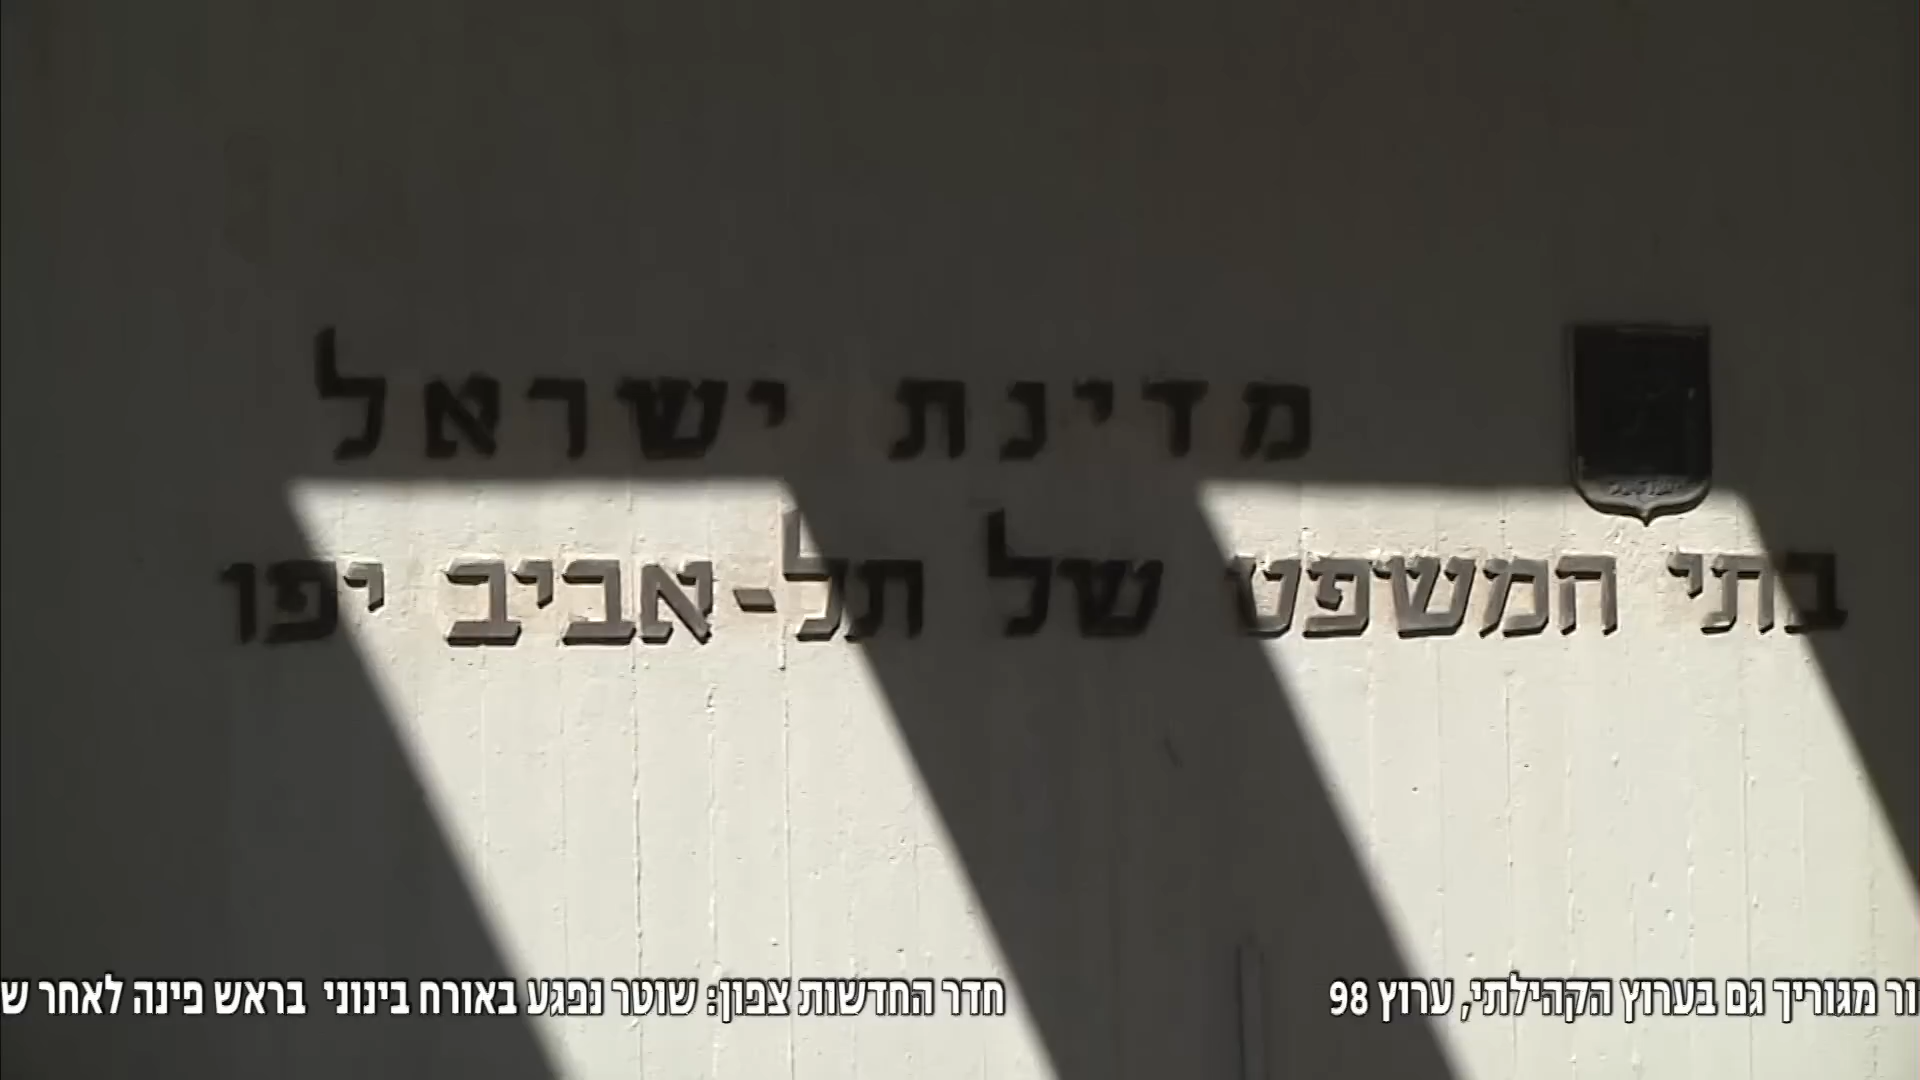 מדינת ישראל
בתי המשפט של תל-אביב יפו
מגוריך גם בערוץ הקהילתי, ערוץ 98
חדר החדשות צפון: שוטר נפגע באורח בינוני בראש פינה לאחר ש